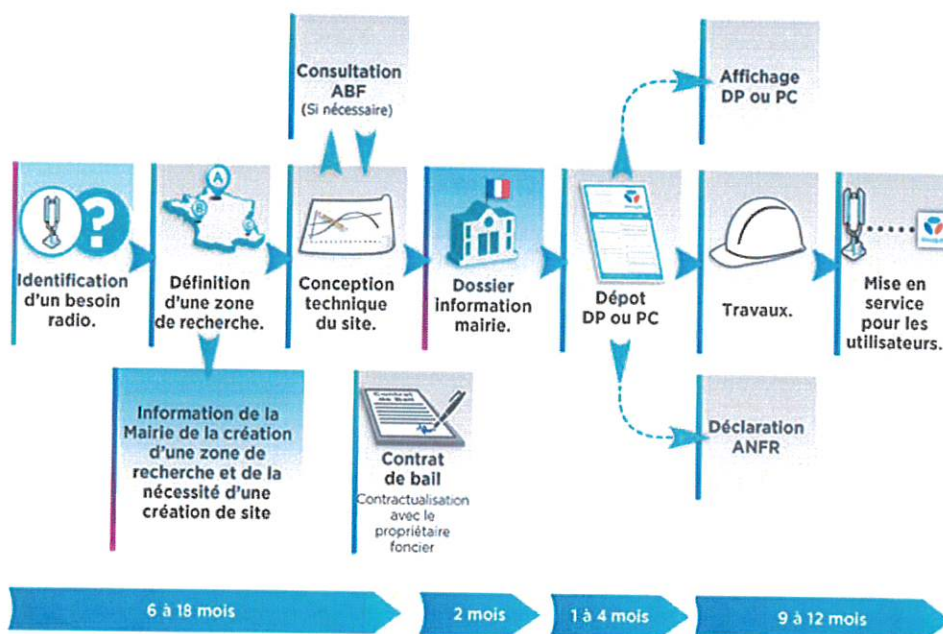 Consultation
ABF
(Si nécessaire)
Affichage
DP ou PC
A
B
Identification
d'un besoin
radio.
Définition
d'une zone
de recherche.
Conception
technique
du site.
Dossier
information
mairie.
Dépot
DP ou PC
Travaux.
Mise en
service
pour les
utilisateurs.
Information de la
Mairie de la création
d'une zone de
recherche et de la
nécessité d'une
création de site
Contrat
de Bail
Contrat
de bail
Contractualisation
avec le
propriétaire
foncier
Déclaration
ANFR
6 à 18 mois
2 mois
1 à 4 mois
9 à 12 mois